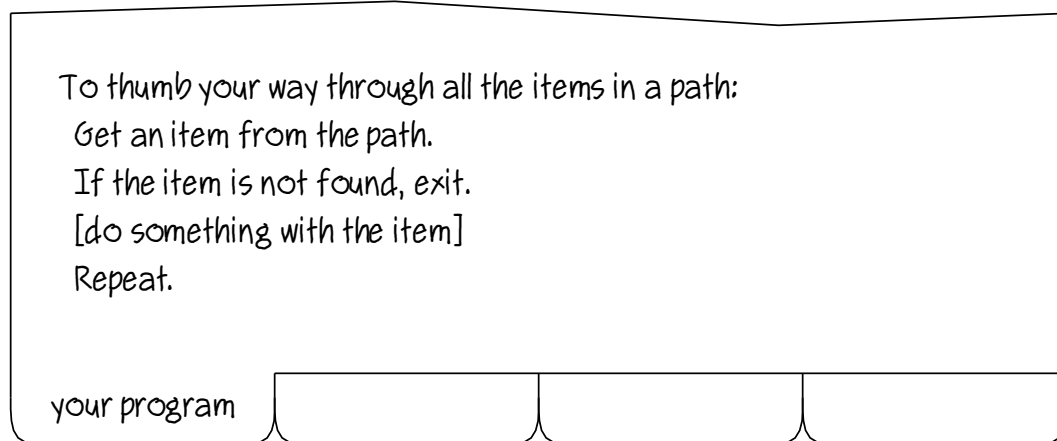 To thumb your way through all the items in a path:
Get an item from the path.
If the item is not found, exit.
[do something with the item]
Repeat.
your program